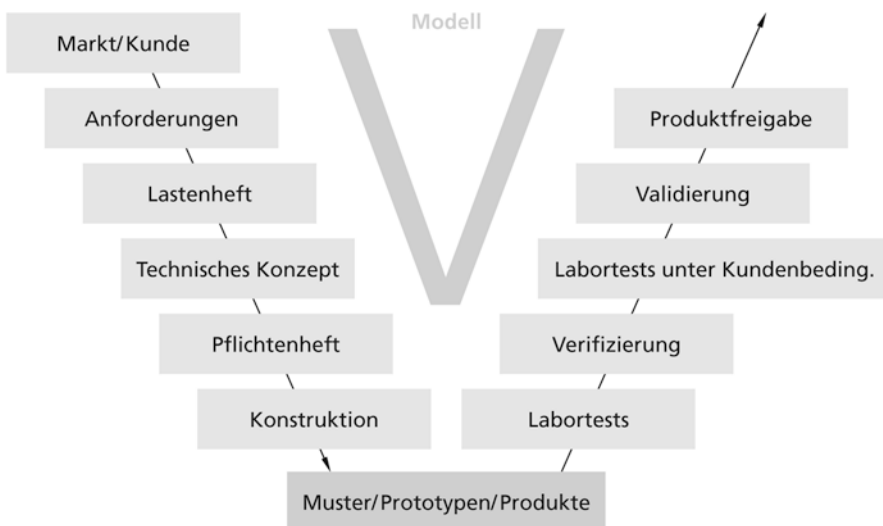 Modell
Markt/Kunde
Anforderungen
Lastenheft
Technisches Konzept
Pflichtenheft
Konstruktion
Muster/Prototypen/Produkte
Labortests
Verifizierung
Labortests unter Kundenbeding.
Validierung
Produktfreigabe